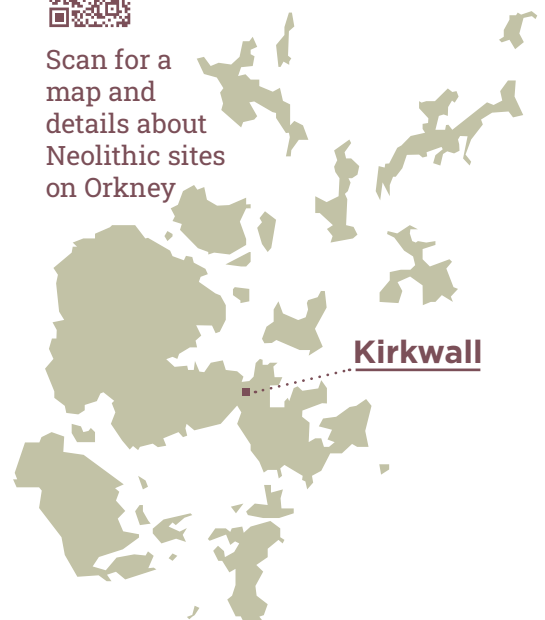 Scan for a
map and
details about
Neolithic sites
on Orkney
Kirkwall